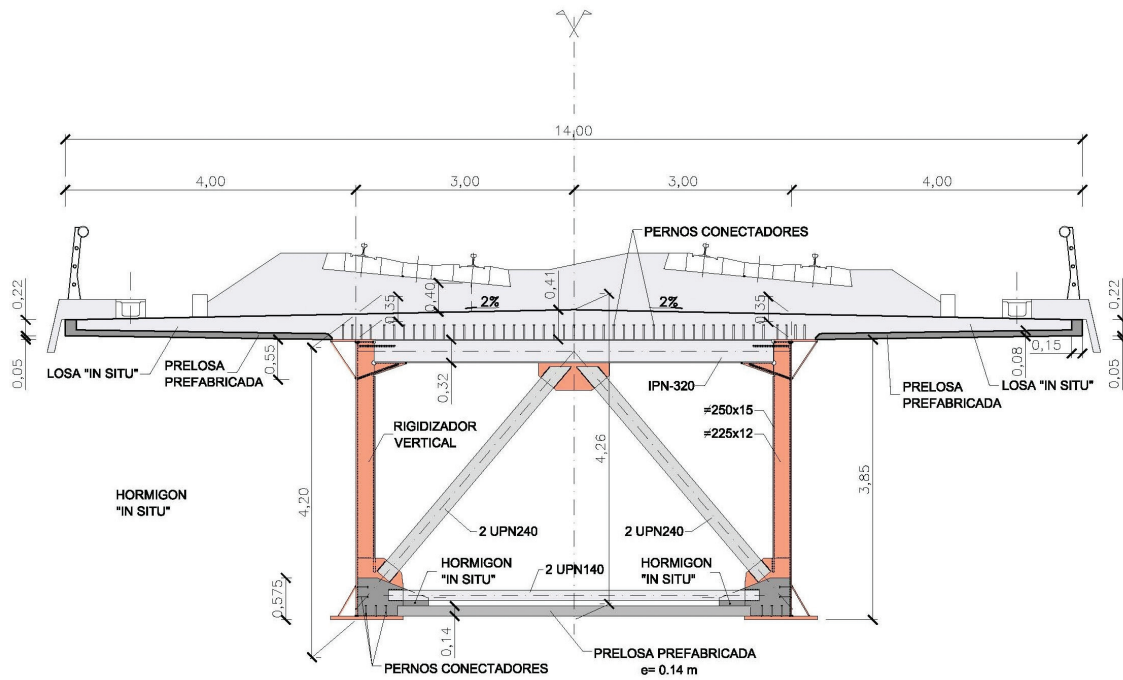 14,00
4,00
3,00
3,00
4,00
PERNOS CONECTADORES
0,22
0,05
0,40
0,35
2%
0,41
2%
0,35
0,22
0,05
0,15
0,08
LOSA "IN SITU"
PRELOSA
PREFABRICADA
0,55
0,32
IPN-320
PRELOSA
PREFABRICADA
LOSA "IN SITU"
≠250x15
≠225x12
RIGIDIZADOR
VERTICAL
4,26
3,85
4,20
HORMIGON
"IN SITU"
2 UPN240
2 UPN240
HORMIGON
"IN SITU"
2 UPN140
HORMIGON
"IN SITU"
0,575
0,14
PERNOS CONECTADORES
PRELOSA PREFABRICADA
e= 0.14 m